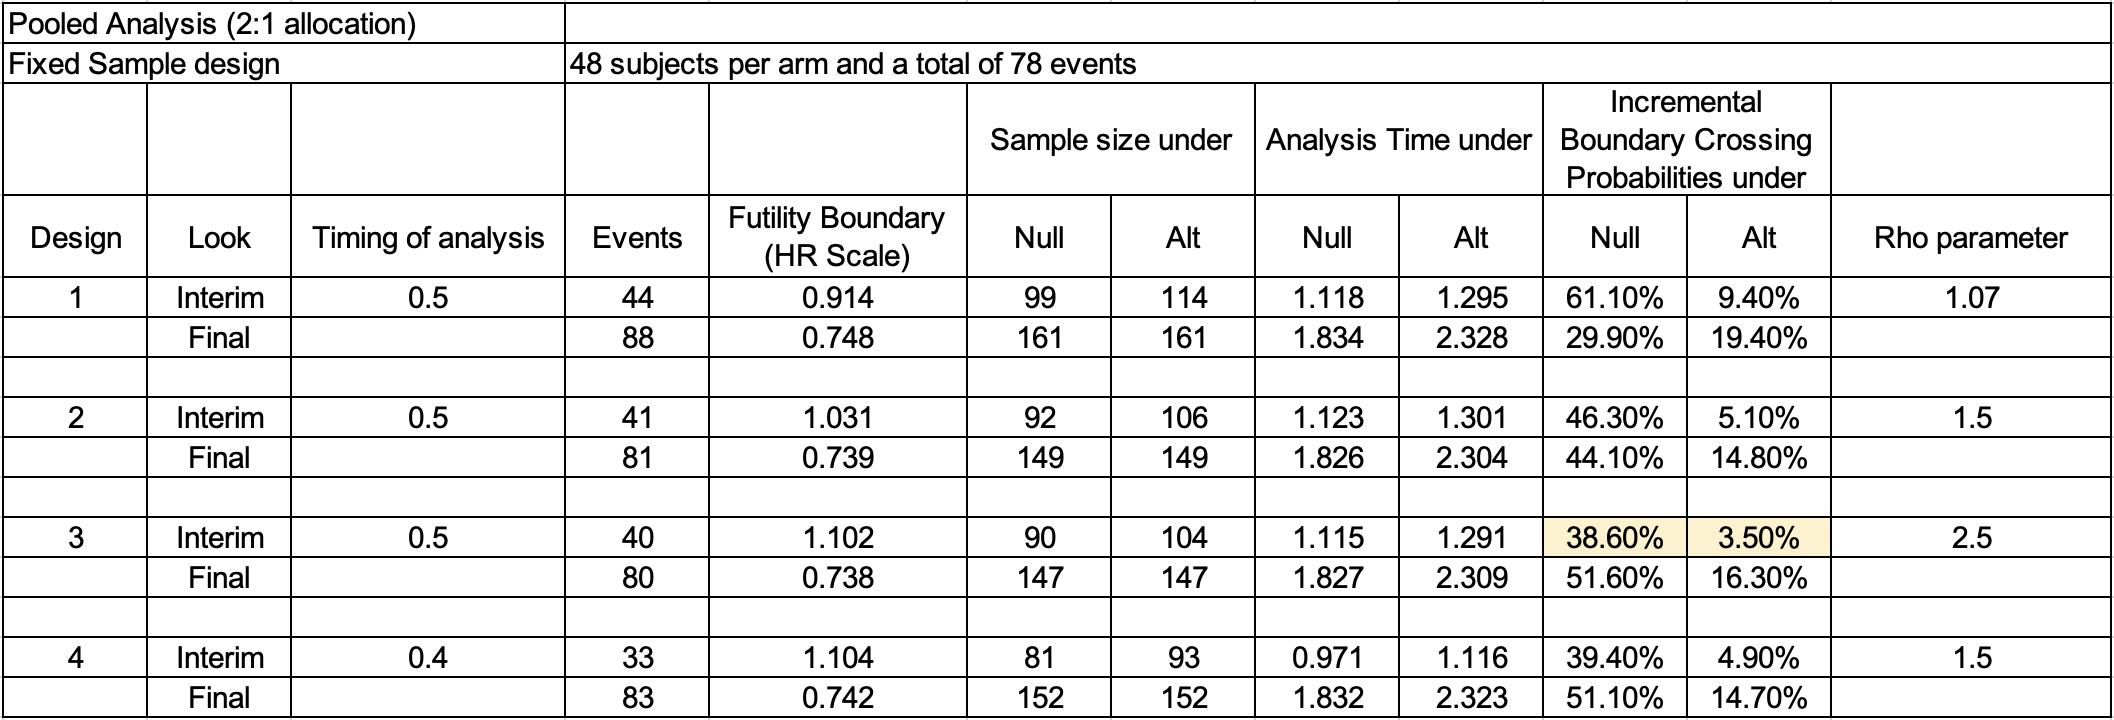 Pooled Analysis (2:1 allocation)
Fixed Sample design 48 subjects per arm and a total of 78 events
Sample size under Analysis Time under Incremental Boundary Crossing Probabilities under
Design Look Timing of analysis Events Futility Boundary (HR Scale) Null Alt Null Alt Null Alt Rho parameter
1 Interim 0.5 44 0.914 99 114 1.118 1.295 61.10% 9.40% 1.07
Final 88 0.748 161 161 1.834 2.328 29.90% 19.40%
2 Interim 0.5 41 1.031 92 106 1.123 1.301 46.30% 5.10% 1.5
Final 81 0.739 149 149 1.826 2.304 44.10% 14.80%
3 Interim 0.5 40 1.102 90 104 1.115 1.291 38.60% 3.50% 2.5
Final 80 0.738 147 147 1.827 2.309 51.60% 16.30%
4 Interim 0.4 33 1.104 81 93 0.971 1.116 39.40% 4.90% 1.5
Final 83 0.742 152 152 1.832 2.323 51.10% 14.70%